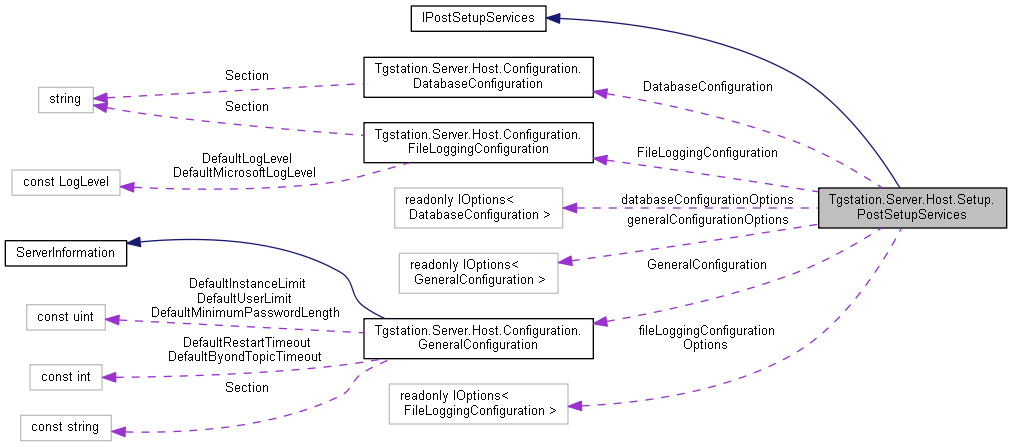 IPostSetupServices
Tgstation.Server.Host.Configuration.
DatabaseConfiguration
Section
DatabaseConfiguration
string
Section
Tgstation.Server.Host.Configuration.
FileLoggingConfiguration
FileLoggingConfiguration
DefaultLogLevel
DefaultMicrosoftLogLevel
const LogLevel
readonly IOptions<
DatabaseConfiguration >
databaseConfigurationOptions
Tgstation.Server.Host.Setup.
PostSetupServices
generalConfigurationOptions
ServerInformation
readonly IOptions<
GeneralConfiguration >
GeneralConfiguration
DefaultInstanceLimit
DefaultUserLimit
DefaultMinimumPasswordLength
const uint
Tgstation.Server.Host.Configuration.
GeneralConfiguration
fileLoggingConfiguration
Options
DefaultRestartTimeout
DefaultByondTopicTimeout
const int
Section
readonly IOptions<
FileLoggingConfiguration >
const string